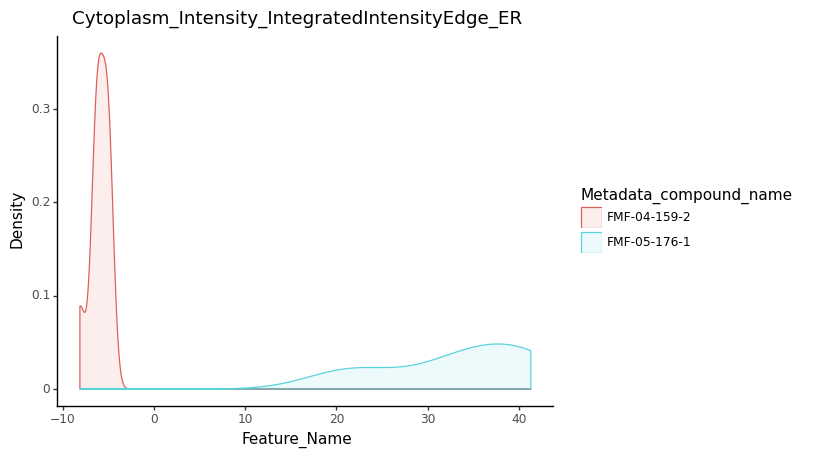 Cytoplasm_Intensity_IntegratedIntensityEdge_ER
0.3
0.2
0.1
0
Density
−10
0
10
20
30
40
Feature_Name
Metadata_compound_name
FMF-04-159-2
FMF-05-176-1